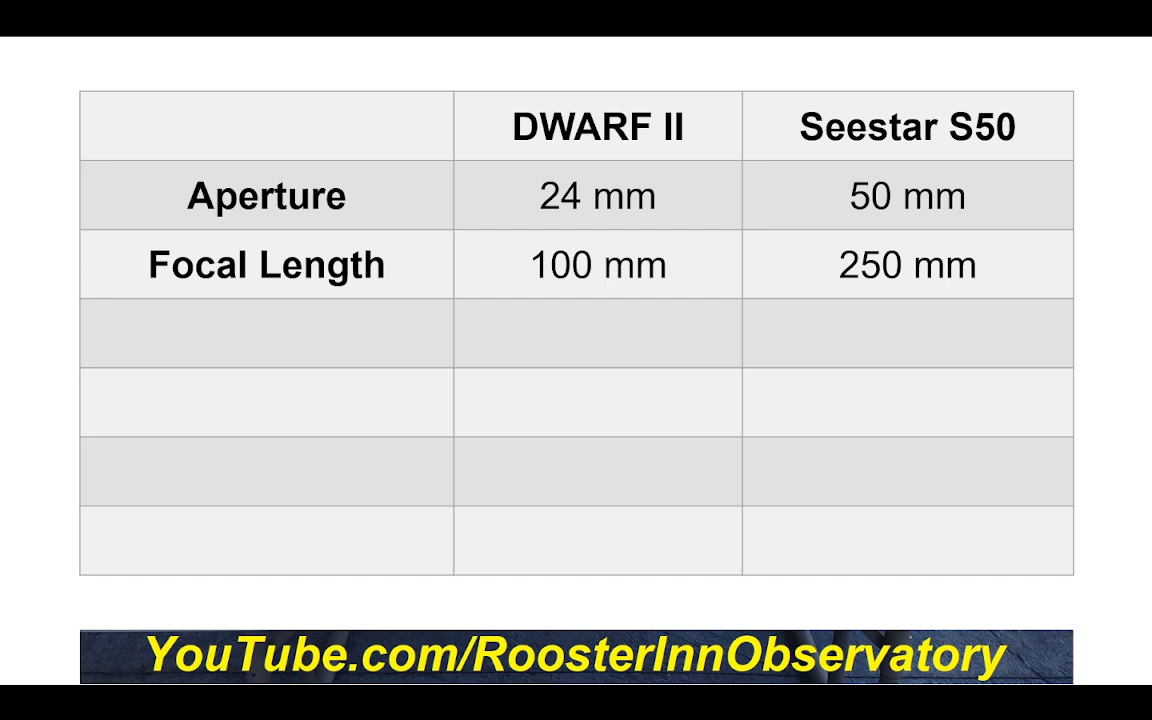 DWARF II Seestar S50
Aperture 24 mm 50 mm
Focal Length 100 mm 250 mm
YouTube.com/RoosterInnObservatory